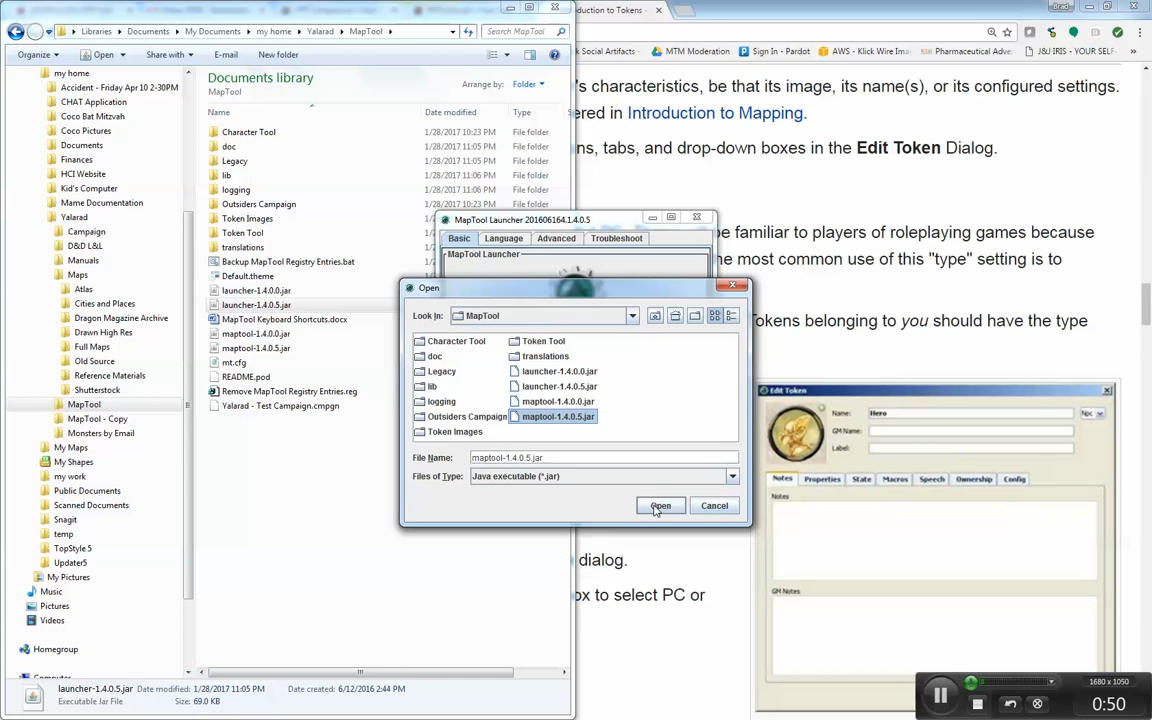 Libraries ▸ Documents ▸ My Documents ▸ my home ▸ Yalarad ▸ MapTool ▸
Search MapTool
Organize
Open
Share with
E-mail
New folder
my home
Accident - Friday Apr 10 2-30PM
CHAT Application
Coco Bat Mitzvah
Coco Pictures
Documents
Finances
HCI Website
Kid's Computer
Mame Documentation
Yalarad
Campaign
D&D L&L
Manuals
Maps
Atlas
Cities and Places
Dragon Magazine Archive
Drawn High Res
Full Maps
Old Source
Reference Materials
Shuttersotck
MapTool
MapTool - Copy
Monsters by Email
My Maps
My Shapes
my work
Public Documents
Scanned Documents
Snagit
temp
TopStyle 5
Updater5
My Pictures
Music
Pictures
Videos
Homegroup
Documents library
MapTool
Arrange by: Folder
Name Date modified Type
Character Tool 1/28/2017 10:23 PM File folder
doc 1/28/2017 11:05 PM File folder
Legacy 1/28/2017 11:05 PM File folder
lib 1/28/2017 11:06 PM File folder
logging 1/28/2017 11:06 PM File folder
Outsiders Campaign 1/28/2017 10:23 PM File folder
Token Images
Token Tool
translations
Backup MapTool Registry Entries.bat
Default.theme
launcher-1.4.0.0.jar
launcher-1.4.0.5.jar
MapTool Keyboard Shortcuts.docx
maptool-1.4.0.0.jar
maptool-1.4.0.5.jar
mt.cfg
README.pod
Remove MapTool Registry Entries.reg
Yalarad - Test Campaign.cmpgn
launcher-1.4.0.5.jar Date modified: 1/28/2017 11:05 PM Date created: 6/12/2016 2:44 PM
Executable Jar File Size: 69.0 KB
MapTool Launcher 201606164.1.4.0.5
Basic Language Advanced Troubleshoot
MapTool Launcher
Open
Look In: MapTool
Character Tool
doc
Legacy
lib
logging
Outsiders Campaign
Token Images
Token Tool
translations
launcher-1.4.0.0.jar
launcher-1.4.0.5.jar
maptool-1.4.0.0.jar
maptool-1.4.0.5.jar
File Name: maptool-1.4.0.5.jar
Files of Type: Java executable (*.jar)
Open Cancel
oduction to Tokens -
Brad
k Social Artifacts
MTM Moderation
Sign In - Pardot
AWS - Klick Wire Ima
Pharmaceutical Adver
J&J IRIS - YOUR SELF-
's characteristics, be that its image, its name(s), or its configured settings.
ered in Introduction to Mapping.
ns, tabs, and drop-down boxes in the Edit Token Dialog.
be familiar to players of roleplaying games because
the most common use of this "type" setting is to
Tokens belonging to you should have the type
dialog.
ox to select PC or
Edit Token
Name: Hero
Npc
GM Name:
Label:
Notes Properties State Macros Speech Ownership Config
Notes
GM Notes
1680 x 1050
0:50